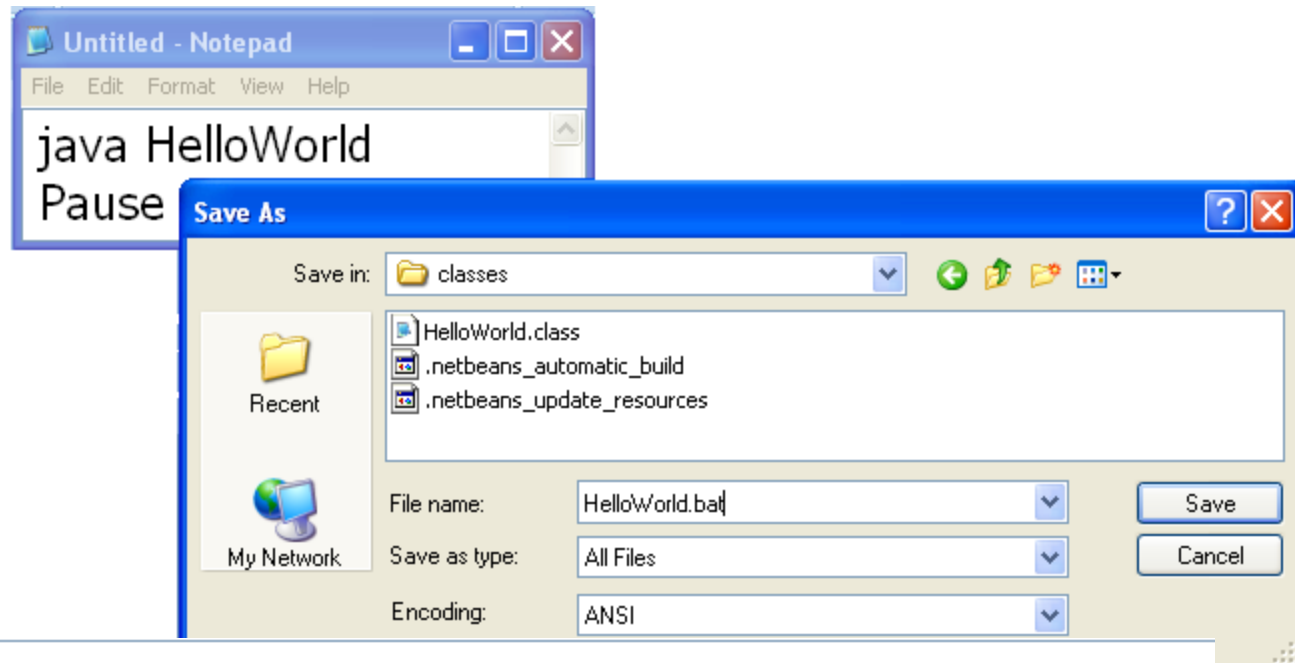 Untitled - Notepad
File Edit Format View Help
java HelloWorld
Pause
Save As
Save in: classes
HelloWorld.class
.netbeans_automatic_build
.netbeans_update_resources
Recent
My Network
File name: HelloWorld.bat
Save as type: All Files
Encoding: ANSI
Save
Cancel